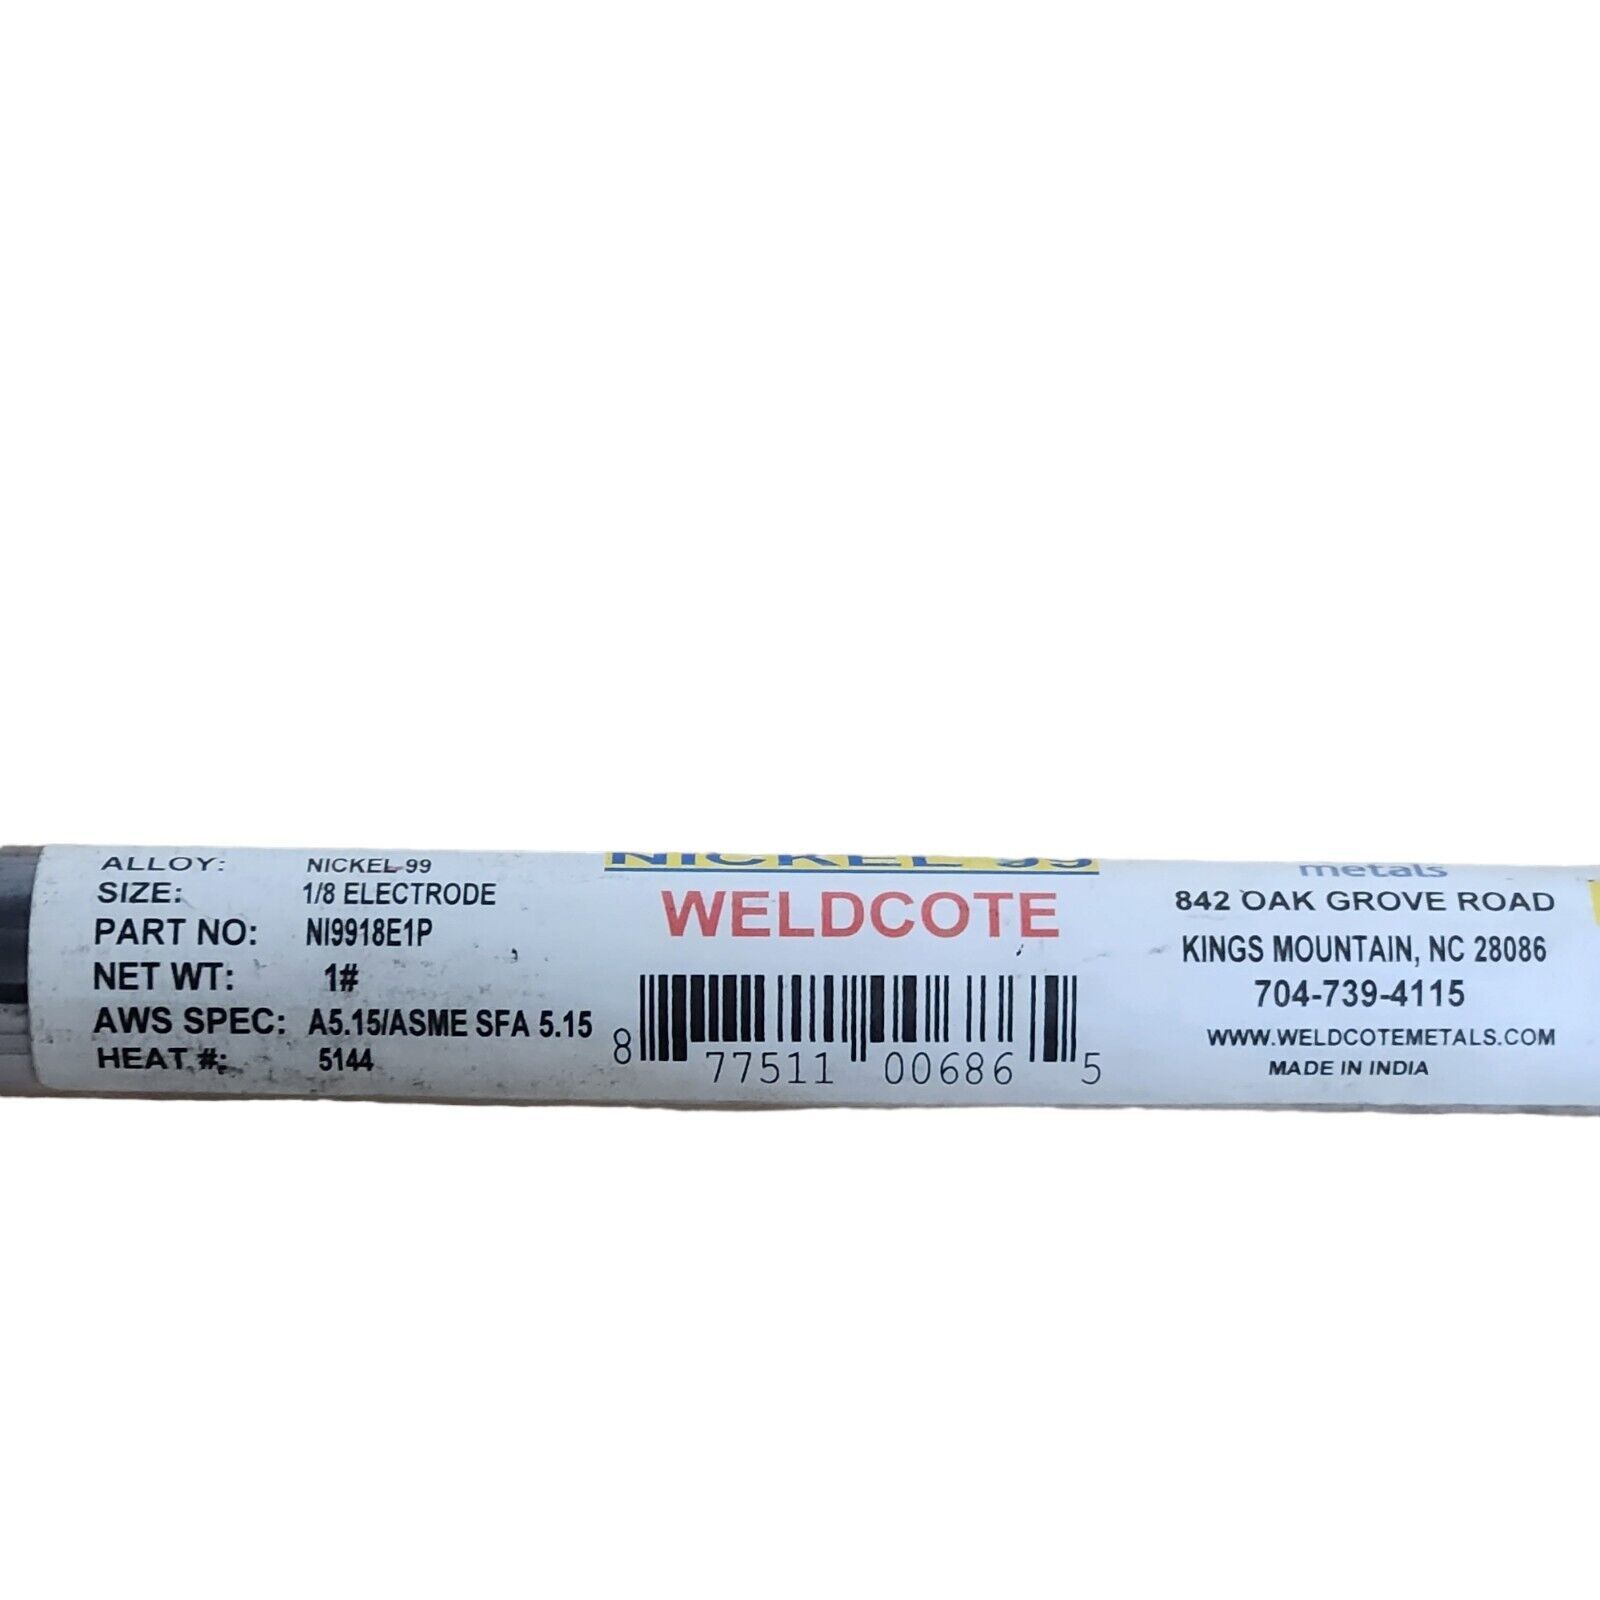 ALLOY: NICKEL-99
SIZE: 1/8 ELECTRODE
PART NO: NI9918E1P
NET WT: 1#
AWS SPEC: A5.15/ASME SFA 5.15
HEAT #: 5144
NICKEL 99
WELDCOTE
8 77511 00686 5
metals
842 OAK GROVE ROAD
KINGS MOUNTAIN, NC 28086
704-739-4115
WWW.WELDCOTEMETALS.COM
MADE IN INDIA